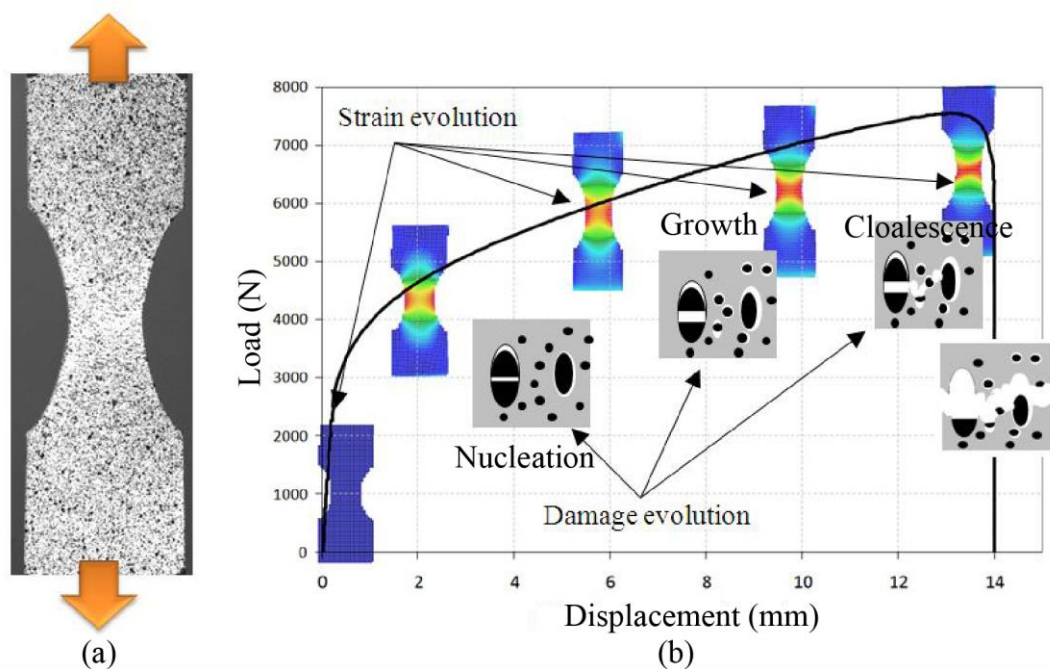 (a)
8000
7000
6000
5000
4000
3000
2000
1000
0
Load (N)
Strain evolution
Growth
Cloalescence
Nucleation
Damage evolution
0 2 4 6 8 10 12 14
Displacement (mm)
(b)